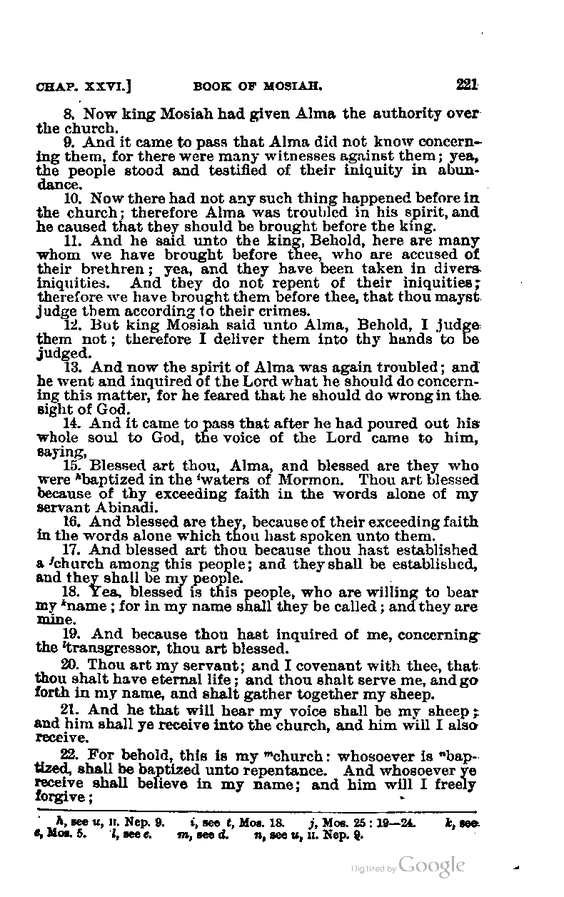 CHAP. XXVI.] BOOK OF MOSIAH. 221
8. Now king Mosiah had given Alma the authority over
the church.
9. And it came to pass that Alma did not know concern-
ing them, for there were many witnesses against them; yea,
the people stood and testified of their iniquity in abun-
dance.
10. Now there had not any such thing happened before in
the church; therefore Alma was troubled in his spirit, and
he caused that they should be brought before the king.
11. And he said unto the king, Behold, here are many
whom we have brought before thee, who are accused of
their brethren; yea, and they have been taken in divers
iniquities. And they do not repent of their iniquities;
therefore we have brought them before thee, that thou mayst
judge them according to their crimes.
12. But king Mosiah said unto Alma, Behold, I judge
them not; therefore I deliver them into thy hands to be
judged.
13. And now the spirit of Alma was again troubled; and
he went and inquired of the Lord what he should do concern-
ing this matter, for he feared that he should do wrong in the
sight of God.
14. And it came to pass that after he had poured out his
whole soul to God, the voice of the Lord came to him,
saying,
15. Blessed art thou, Alma, and blessed are they who
were hbaptized in the iwaters of Mormon. Thou art blessed
because of thy exceeding faith in the words alone of my
servant Abinadi.
16. And blessed are they, because of their exceeding faith
in the words alone which thou hast spoken unto them.
17. And blessed art thou because thou hast established
a jchurch among this people; and they shall be established,
and they shall be my people.
18. Yea, blessed is this people, who are willing to bear
my kname; for in my name shall they be called; and they are
mine.
19. And because thou hast inquired of me, concerning
the ltransgressor, thou art blessed.
20. Thou art my servant; and I covenant with thee, that
thou shalt have eternal life; and thou shalt serve me, and go
forth in my name, and shalt gather together my sheep.
21. And he that will hear my voice shall be my sheep;
and him shall ye receive into the church, and him will I also
receive.
22. For behold, this is my mchurch: whosoever is nbap-
tized, shall be baptized unto repentance. And whosoever ye
receive shall believe in my name; and him will I freely
forgive;
h, see u, II. Nep. 9. i, see t, Mos. 18. j, Mos. 25 : 19—24. k, see
e, Mos. 5. l, see e. m, see d. n, see u, II. Nep. 9.
Digitized by Google